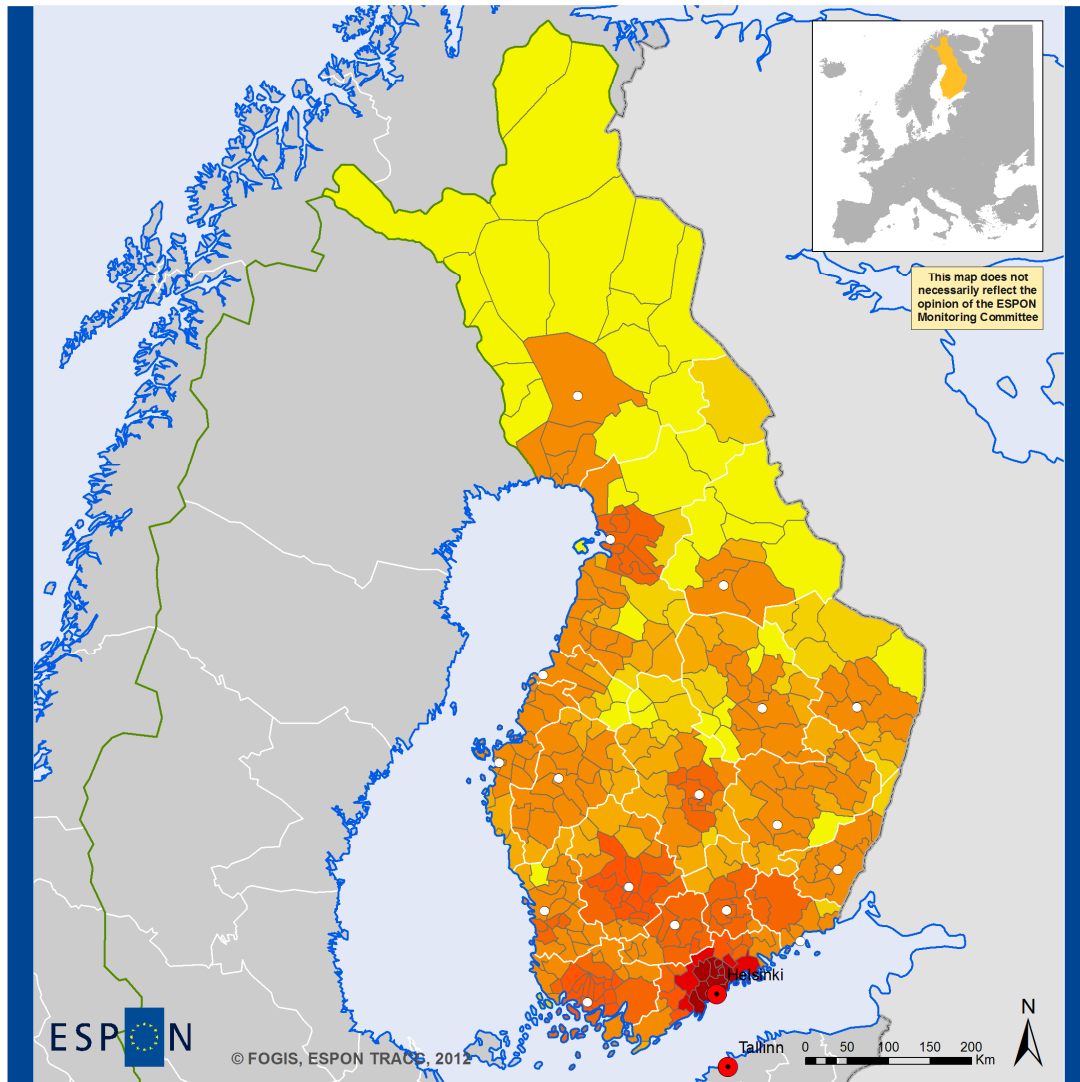 This map does not
necessarily reflect the
opinion of the ESPON
Monitoring Committee
Helsinki
N
ESPON
© FOGIS, ESPON TRACC, 2012
Tallinn
0 50 100 150 200
Km